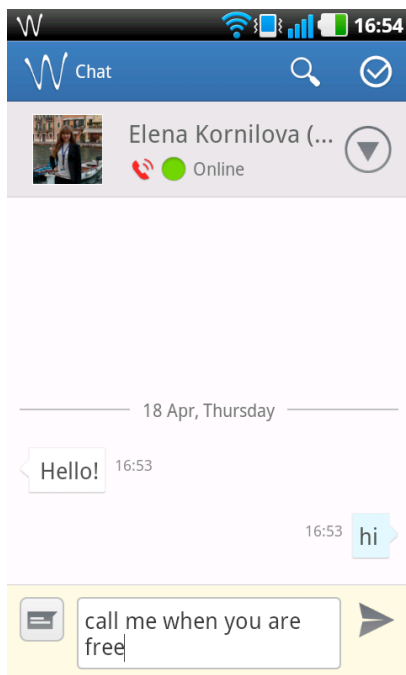 16:54
Chat
Elena Kornilova (...
Online
18 Apr, Thursday
Hello! 16:53
16:53 hi
call me when you are
free